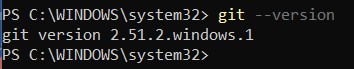 PS C:\WINDOWS\system32> git --version
git version 2.51.2.windows.1
PS C:\WINDOWS\system32>